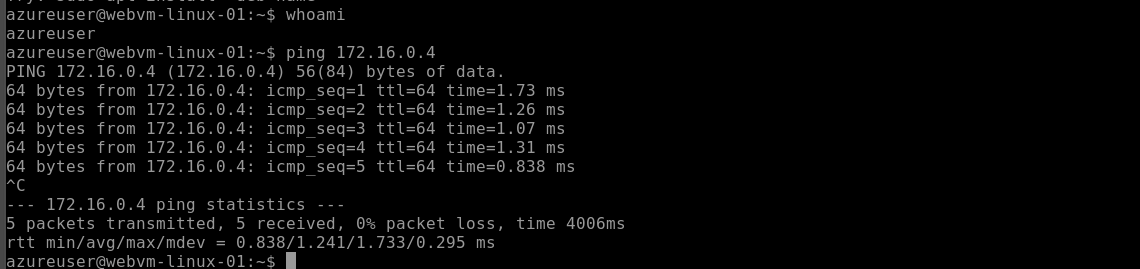 azureuser@webvm-linux-01:~$ whoami
azureuser
azureuser@webvm-linux-01:~$ ping 172.16.0.4
PING 172.16.0.4 (172.16.0.4) 56(84) bytes of data.
64 bytes from 172.16.0.4: icmp_seq=1 ttl=64 time=1.73 ms
64 bytes from 172.16.0.4: icmp_seq=2 ttl=64 time=1.26 ms
64 bytes from 172.16.0.4: icmp_seq=3 ttl=64 time=1.07 ms
64 bytes from 172.16.0.4: icmp_seq=4 ttl=64 time=1.31 ms
64 bytes from 172.16.0.4: icmp_seq=5 ttl=64 time=0.838 ms
^C
--- 172.16.0.4 ping statistics ---
5 packets transmitted, 5 received, 0% packet loss, time 4006ms
rtt min/avg/max/mdev = 0.838/1.241/1.733/0.295 ms
azureuser@webvm-linux-01:~$